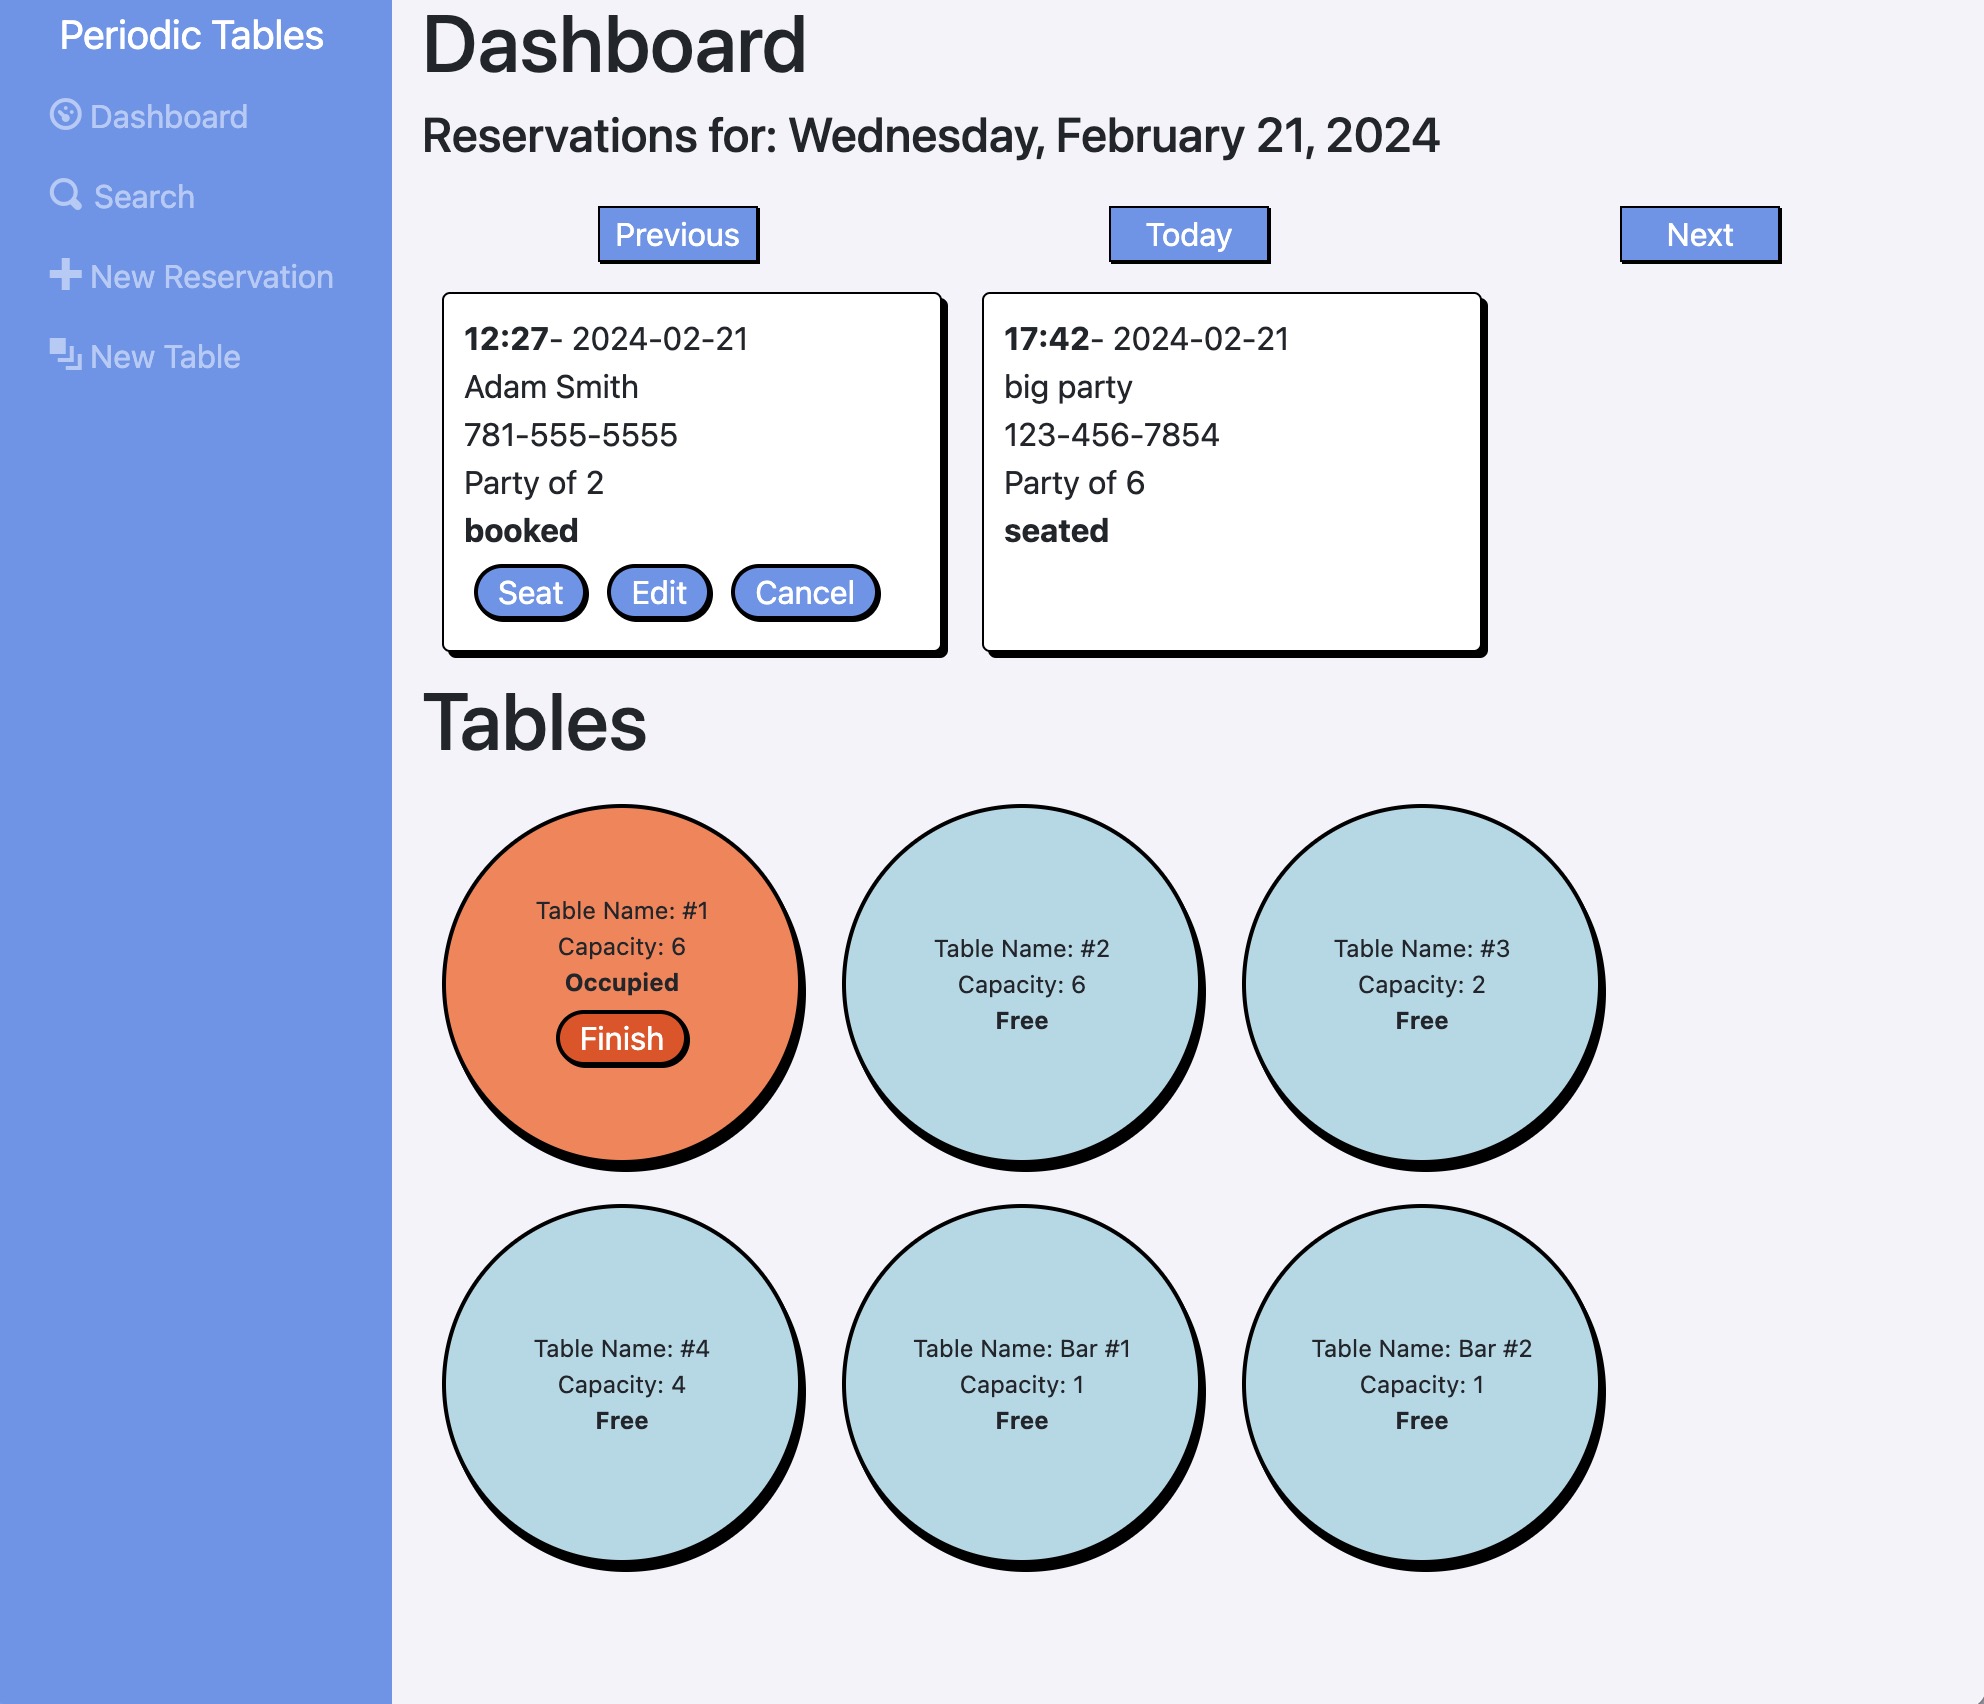 Periodic Tables
Dashboard
Search
New Reservation
New Table
Dashboard
Reservations for: Wednesday, February 21, 2024
Previous
Today
Next
12:27- 2024-02-21
Adam Smith
781-555-5555
Party of 2
booked
Seat
Edit
Cancel
17:42- 2024-02-21
big party
123-456-7854
Party of 6
seated
Tables
Table Name: #1
Capacity: 6
Occupied
Finish
Table Name: #2
Capacity: 6
Free
Table Name: #3
Capacity: 2
Free
Table Name: #4
Capacity: 4
Free
Table Name: Bar #1
Capacity: 1
Free
Table Name: Bar #2
Capacity: 1
Free